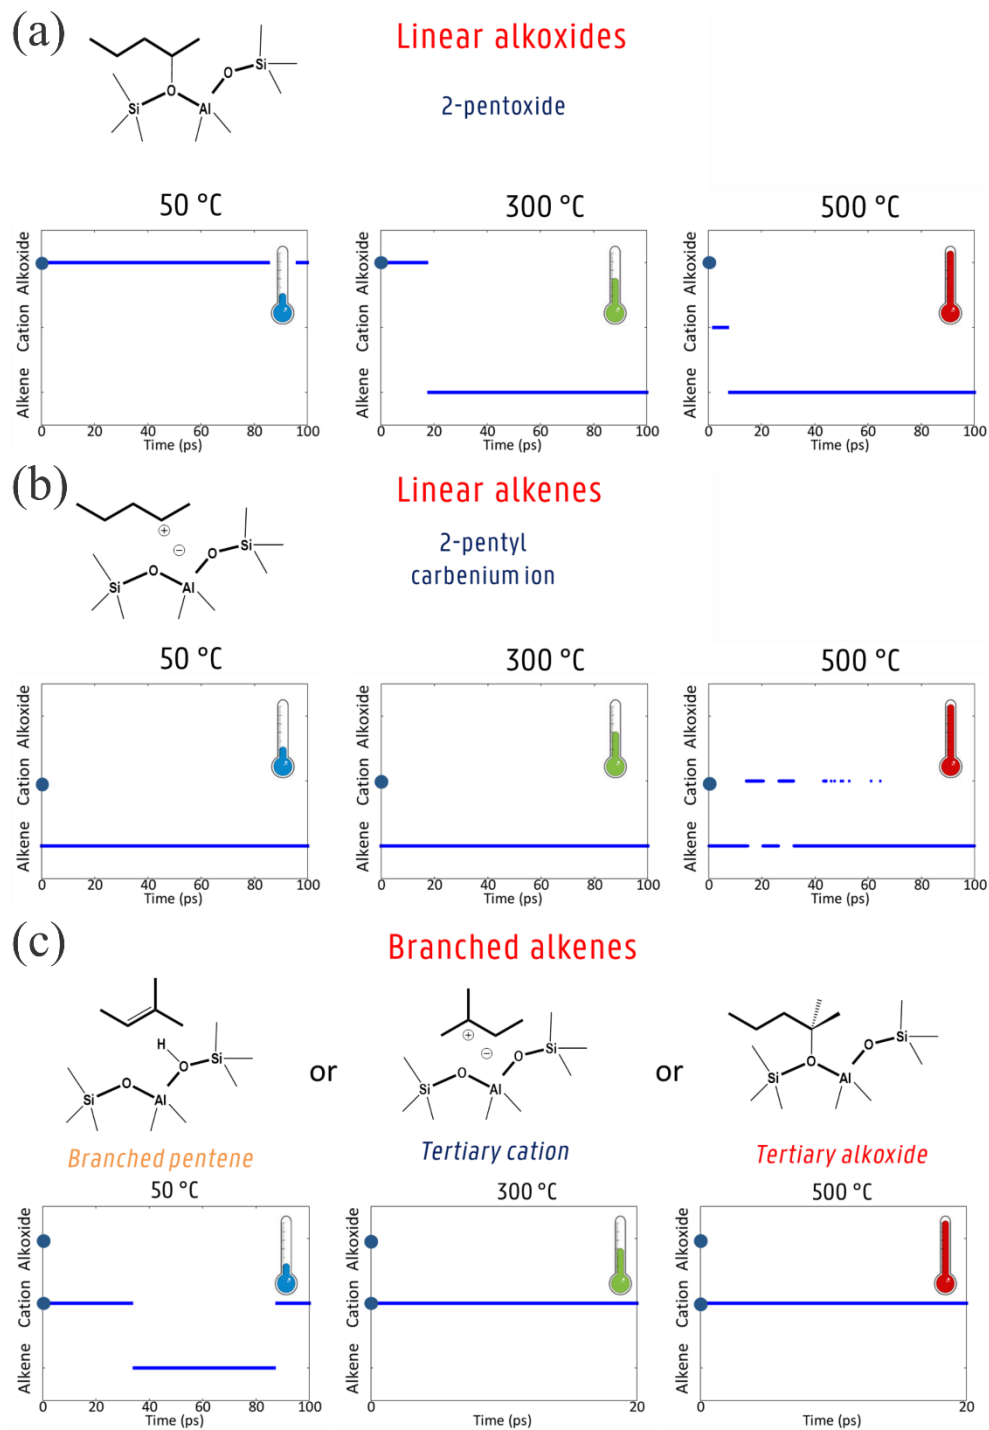 (a)
Linear alkoxides
2-pentoxide
Si
O
Al
O
Si
50 °C
300 °C
500 °C
Alkoxide
Cation
Alkene
0 20 40 60 80 100
Time (ps)
Alkoxide
Cation
Alkene
0 20 40 60 80 100
Time (ps)
Alkoxide
Cation
Alkene
0 20 40 60 80 100
Time (ps)
(b)
Linear alkenes
2-pentyl
carbenium ion
+
−
Si
O
Al
O
Si
50 °C
300 °C
500 °C
Alkoxide
Cation
Alkene
0 20 40 60 80 100
Time (ps)
Alkoxide
Cation
Alkene
0 20 40 60 80 100
Time (ps)
Alkoxide
Cation
Alkene
0 20 40 60 80 100
Time (ps)
(c)
Branched alkenes
H
Si
O
Al
O
Si
or
+
−
Si
O
Al
O
Si
or
Si
O
Al
O
Si
Branched pentene
Tertiary cation
Tertiary alkoxide
50 °C
300 °C
500 °C
Alkoxide
Cation
Alkene
0 20 40 60 80 100
Time (ps)
Alkoxide
Cation
Alkene
0 20
Time (ps)
Alkoxide
Cation
Alkene
0 20
Time (ps)